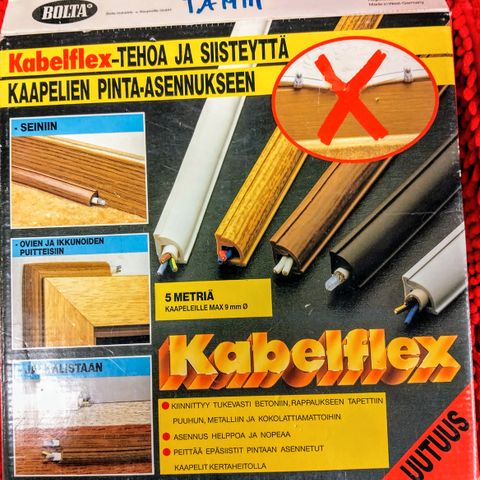 BOLTA®
TAMMI
Made in West-Germany
Kabelflex-TEHOA JA SIISTEYTTÄ
KAAPELIEN PINTA-ASENNUKSEEN
- SEINIIN
- OVIEN JA IKKUNOIDEN
PUITTEISIIN
5 METRIÄ
KAAPELEILLE MAX 9 mm Ø
Kabelflex
- JALKALISTAAN
KIINNITTYY TUKEVASTI BETONIIN, RAPPAUKSEEN TAPETTIIN
PUUHUN, METALLIIN JA KOKOLATTIAMATTOIHIN
ASENNUS HELPPOA JA NOPEAA
PEITTÄÄ EPÄSIISTIT PINTAAN ASENNETUT
KAAPELIT KERTAHEITOLLA
UUTUUS